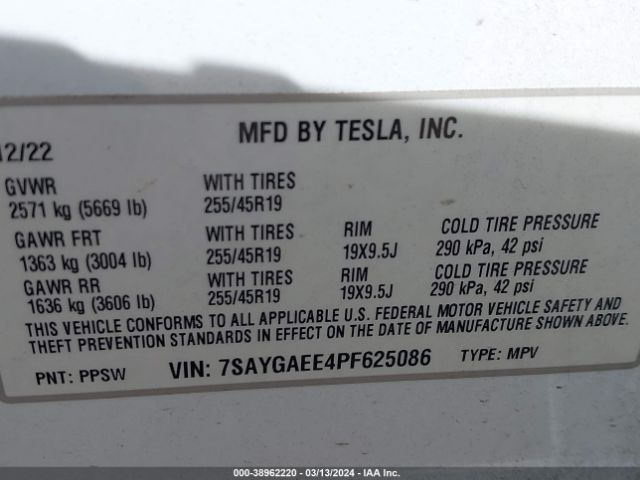 MFD BY TESLA, INC.
12/22
GVWR WITH TIRES
2571 kg (5669 lb) 255/45R19
GAWR FRT WITH TIRES RIM COLD TIRE PRESSURE
1363 kg (3004 lb) 255/45R19 19X9.5J 290 kPa, 42 psi
GAWR RR WITH TIRES RIM COLD TIRE PRESSURE
1636 kg (3606 lb) 255/45R19 19X9.5J 290 kPa, 42 psi
THIS VEHICLE CONFORMS TO ALL APPLICABLE U.S. FEDERAL MOTOR VEHICLE SAFETY AND
THEFT PREVENTION STANDARDS IN EFFECT ON THE DATE OF MANUFACTURE SHOWN ABOVE.
PNT: PPSW VIN: 7SAYGAEE4PF625086 TYPE: MPV
000-38962220 - 03/13/2024 - IAA Inc.